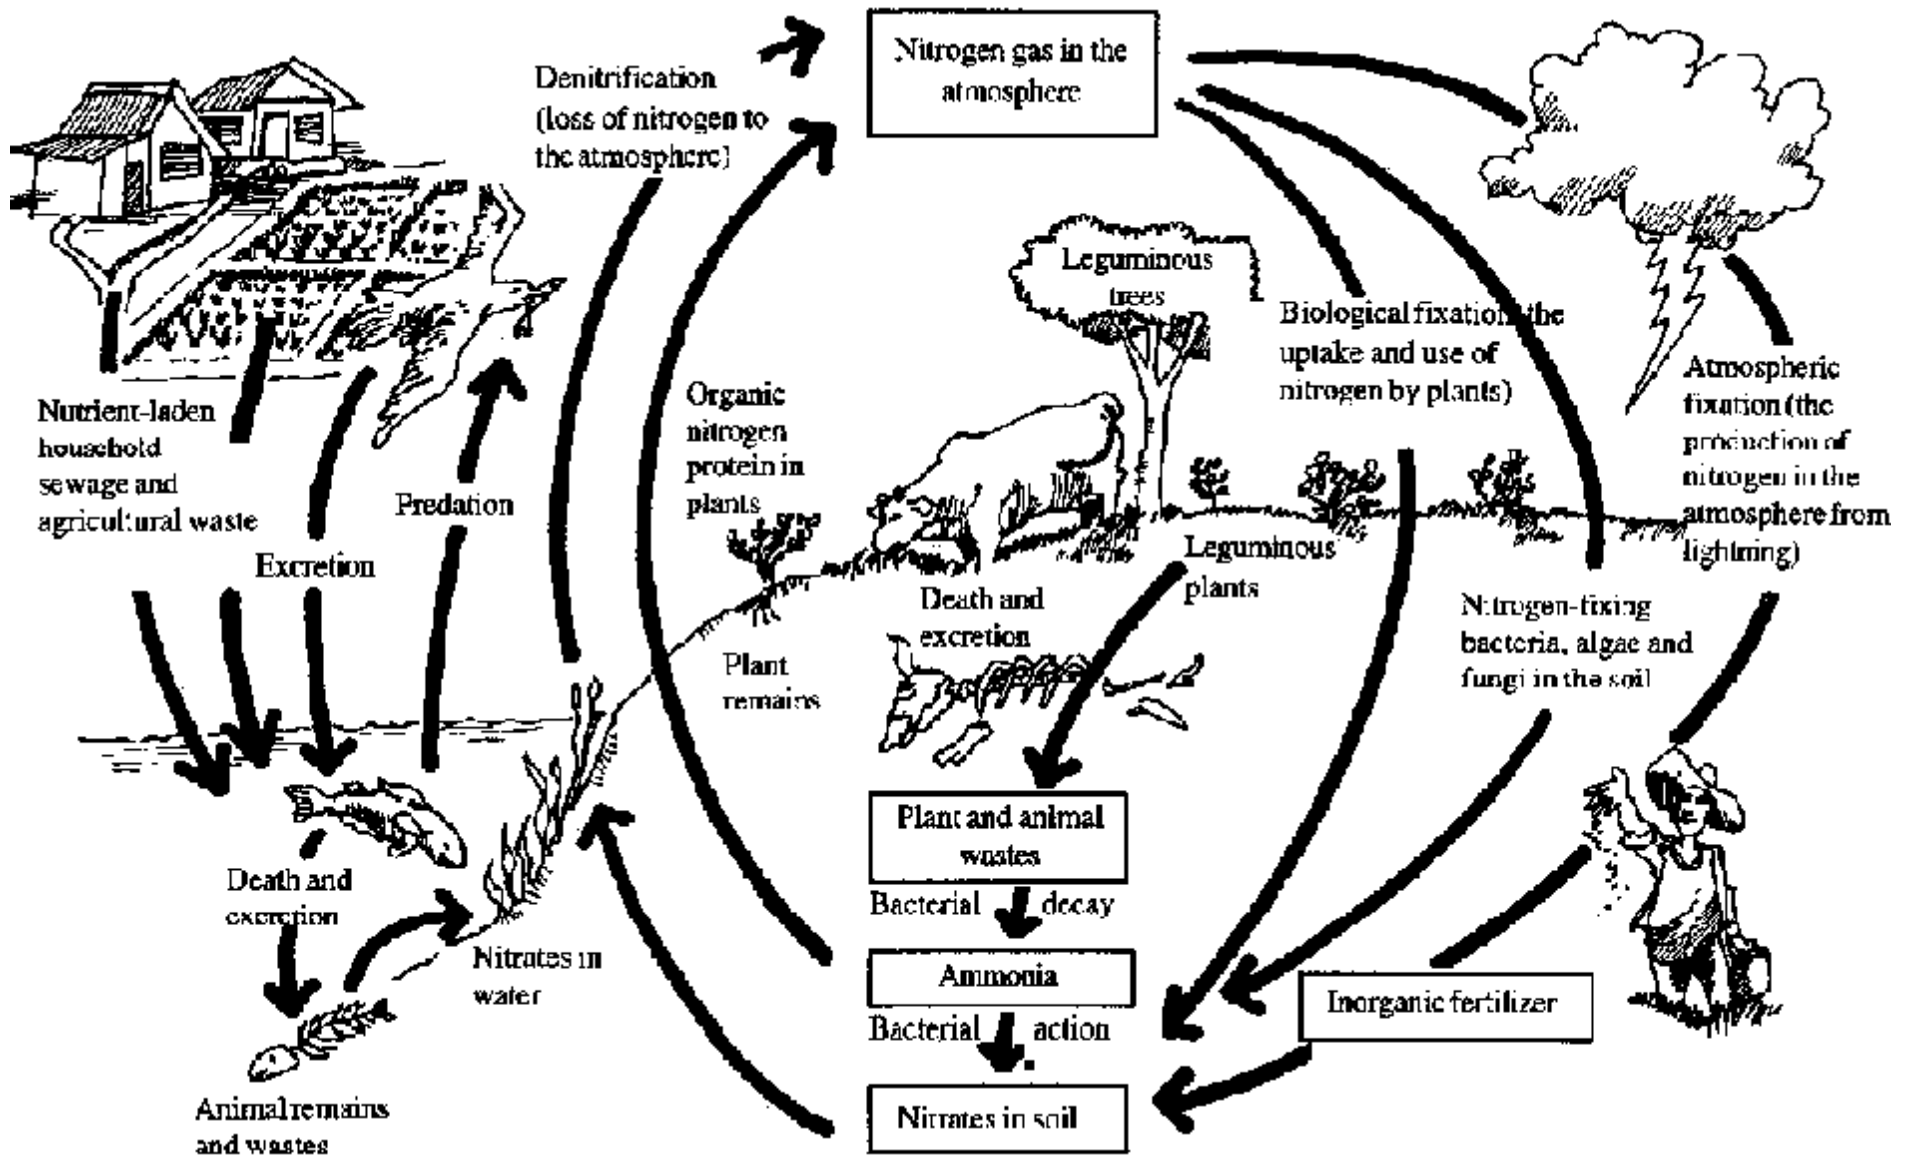 Nitrogen gas in the
atmosphere
Denitrification
(loss of nitrogen to
the atmosphere)
Leguminous
trees
Biological fixation the
uptake and use of
nitrogen by plants)
Atmospheric
fixation (the
production of
nitrogen in the
atmosphere from
lightning)
Nutrient-laden
household
sewage and
agricultural waste
Organic
nitrogen
protein in
plants
Predation
Excretion
Leguminous
plants
Death and
excretion
Nitrogen-fixing
bacteria, algae and
fungi in the soil
Plant
remains
Plant and animal
wastes
Bacterial decay
Death and
excretion
Nitrates in
water
Ammonia
Inorganic fertilizer
Bacterial action
Nitrates in soil
Animal remains
and wastes